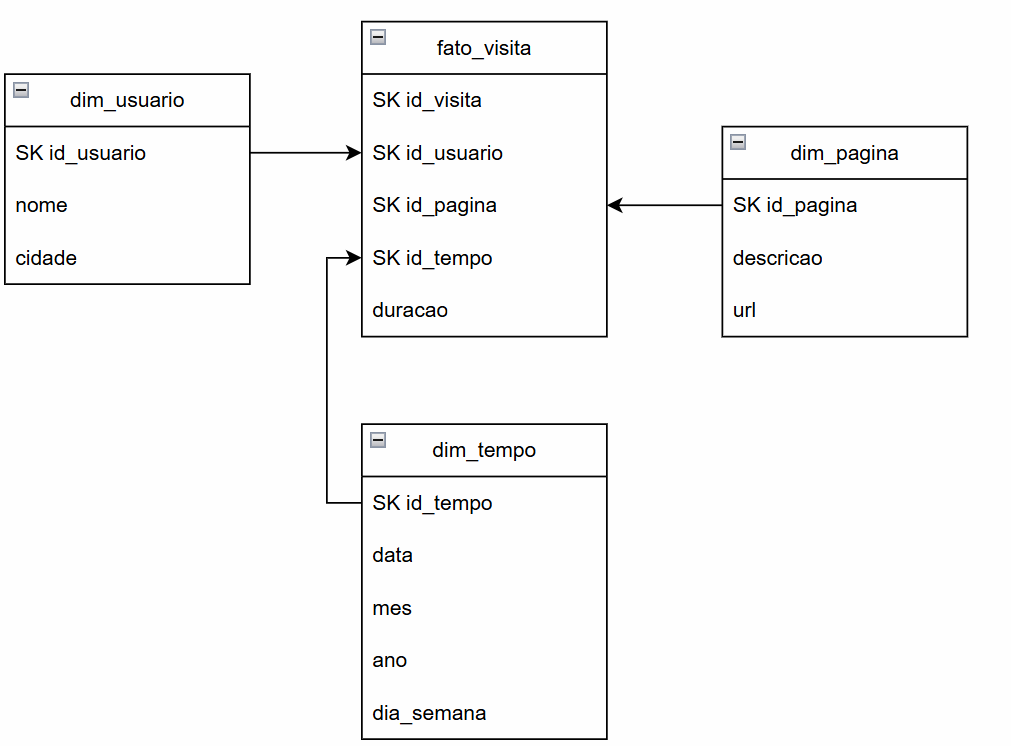 fato_visita
SK id_visita
SK id_usuario
SK id_pagina
SK id_tempo
duracao
dim_usuario
SK id_usuario
nome
cidade
dim_pagina
SK id_pagina
descricao
url
dim_tempo
SK id_tempo
data
mes
ano
dia_semana